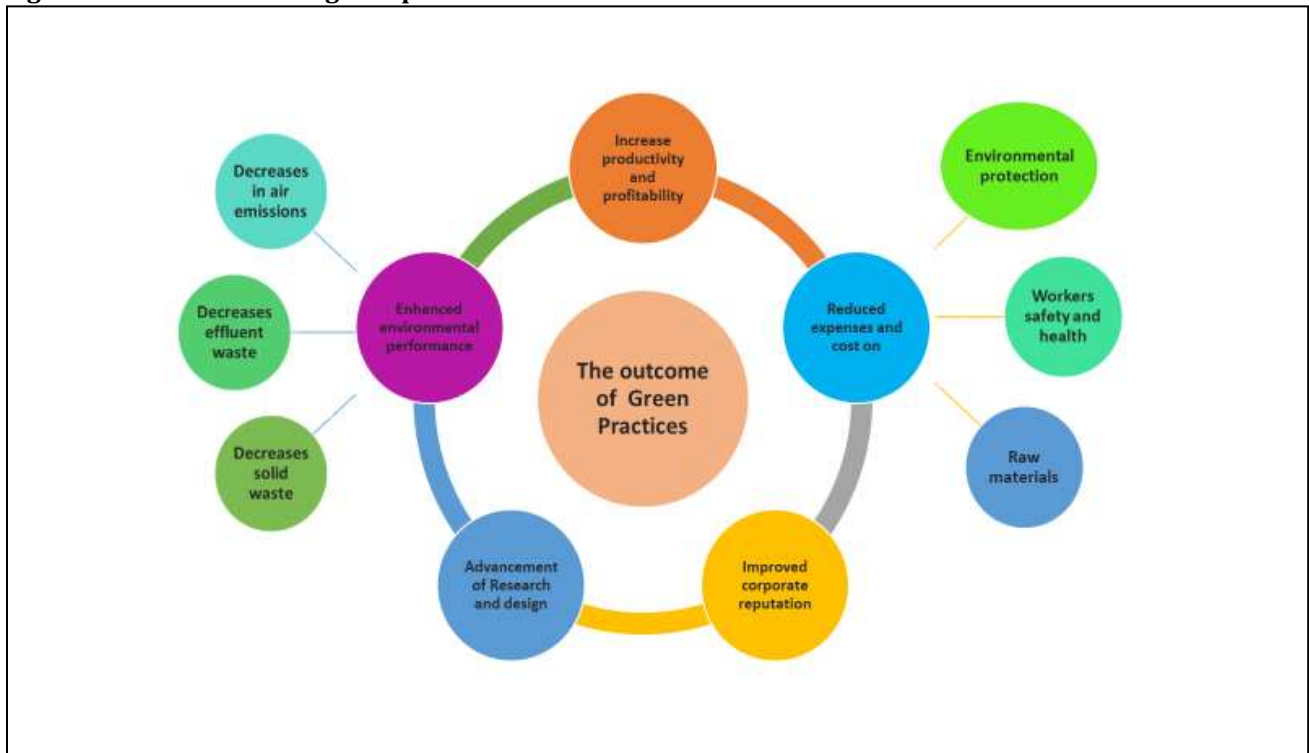 Increase
productivity
and
profitability
Decreases
in air
emissions
Environmental
protection
Decreases
effluent
waste
Enhanced
environmental
performance
Reduced
expenses and
cost on
Workers
safety and
health
The outcome
of Green
Practices
Decreases
solid
waste
Raw
materials
Advancement
of Research
and design
Improved
corporate
reputation